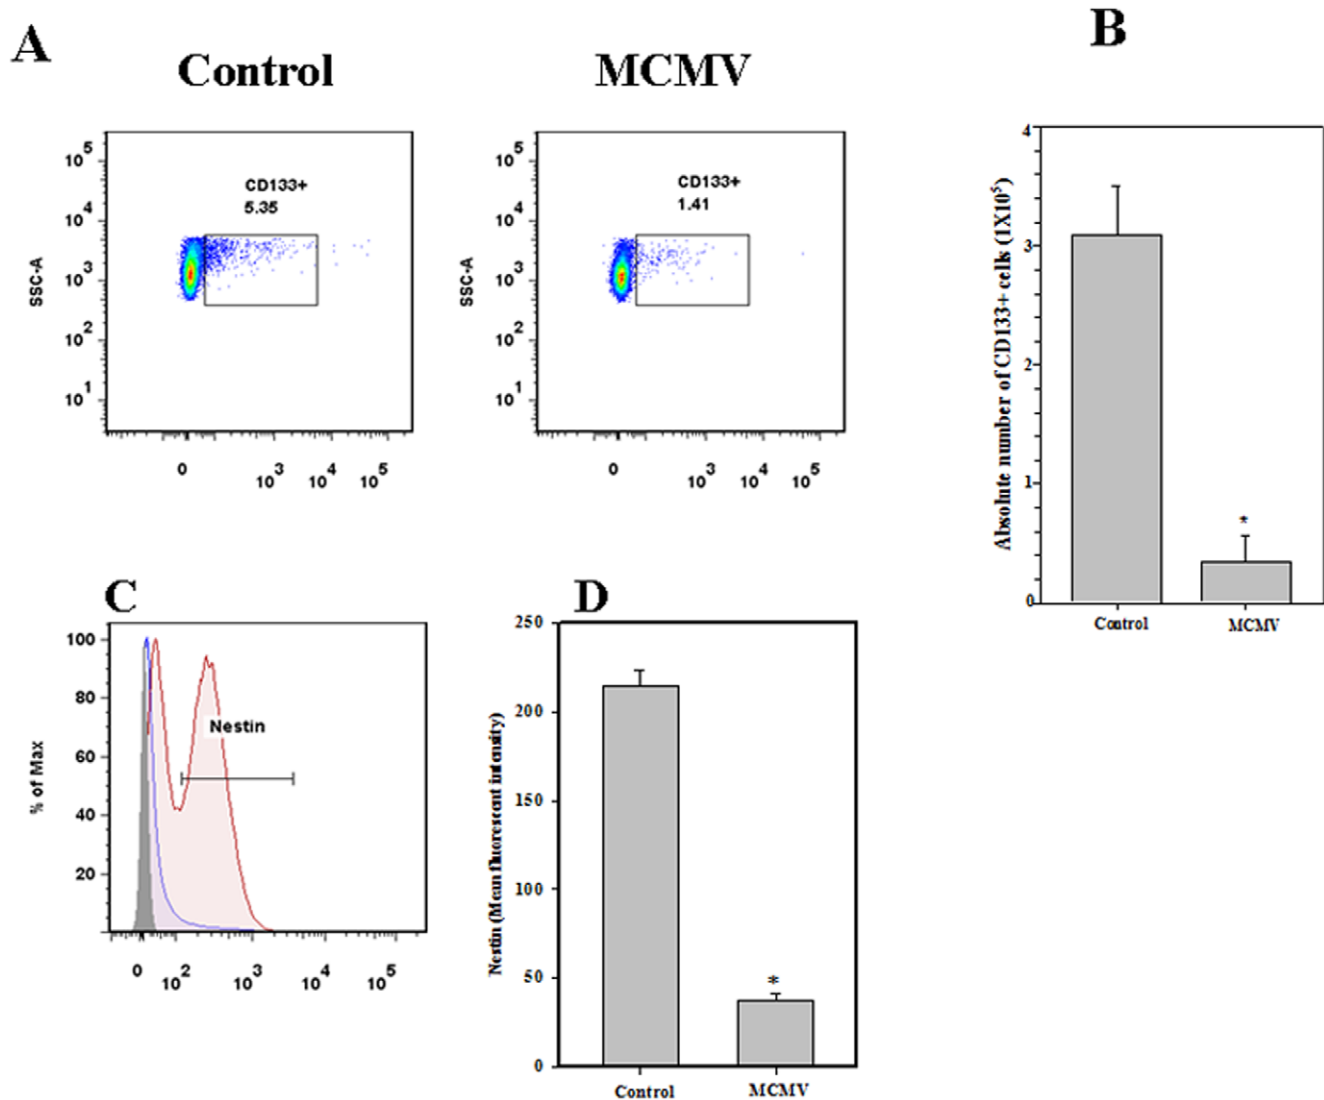 A
Control
MCMV
B
10^5
10^4
10^3
10^2
10^1
SSC-A
CD133+
5.35
0
10^3
10^4
10^5
10^5
10^4
10^3
10^2
10^1
SSC-A
CD133+
1.41
0
10^3
10^4
10^5
4
3
2
1
0
Absolute number of CD133+ cells (1X10^5)
*
Control
MCMV
C
100
80
60
40
20
% of Max
Nestin
0
10^2
10^3
10^4
10^5
D
250
200
150
100
50
0
Nestin (Mean fluorescent intensity)
*
Control
MCMV